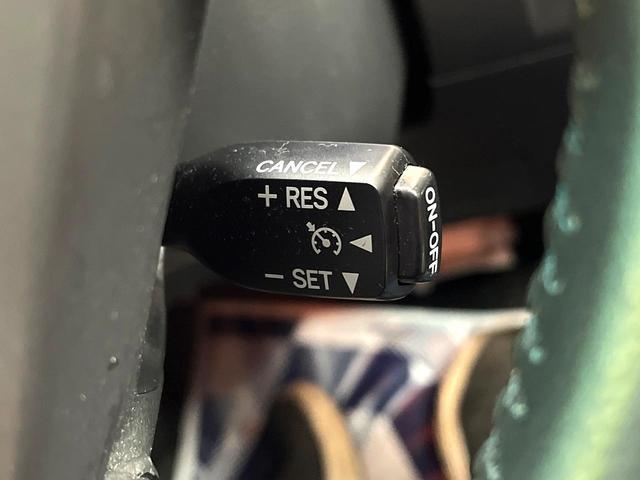 CANCEL ▼
+ RES ▲
◀
− SET ▼
ON-OFF